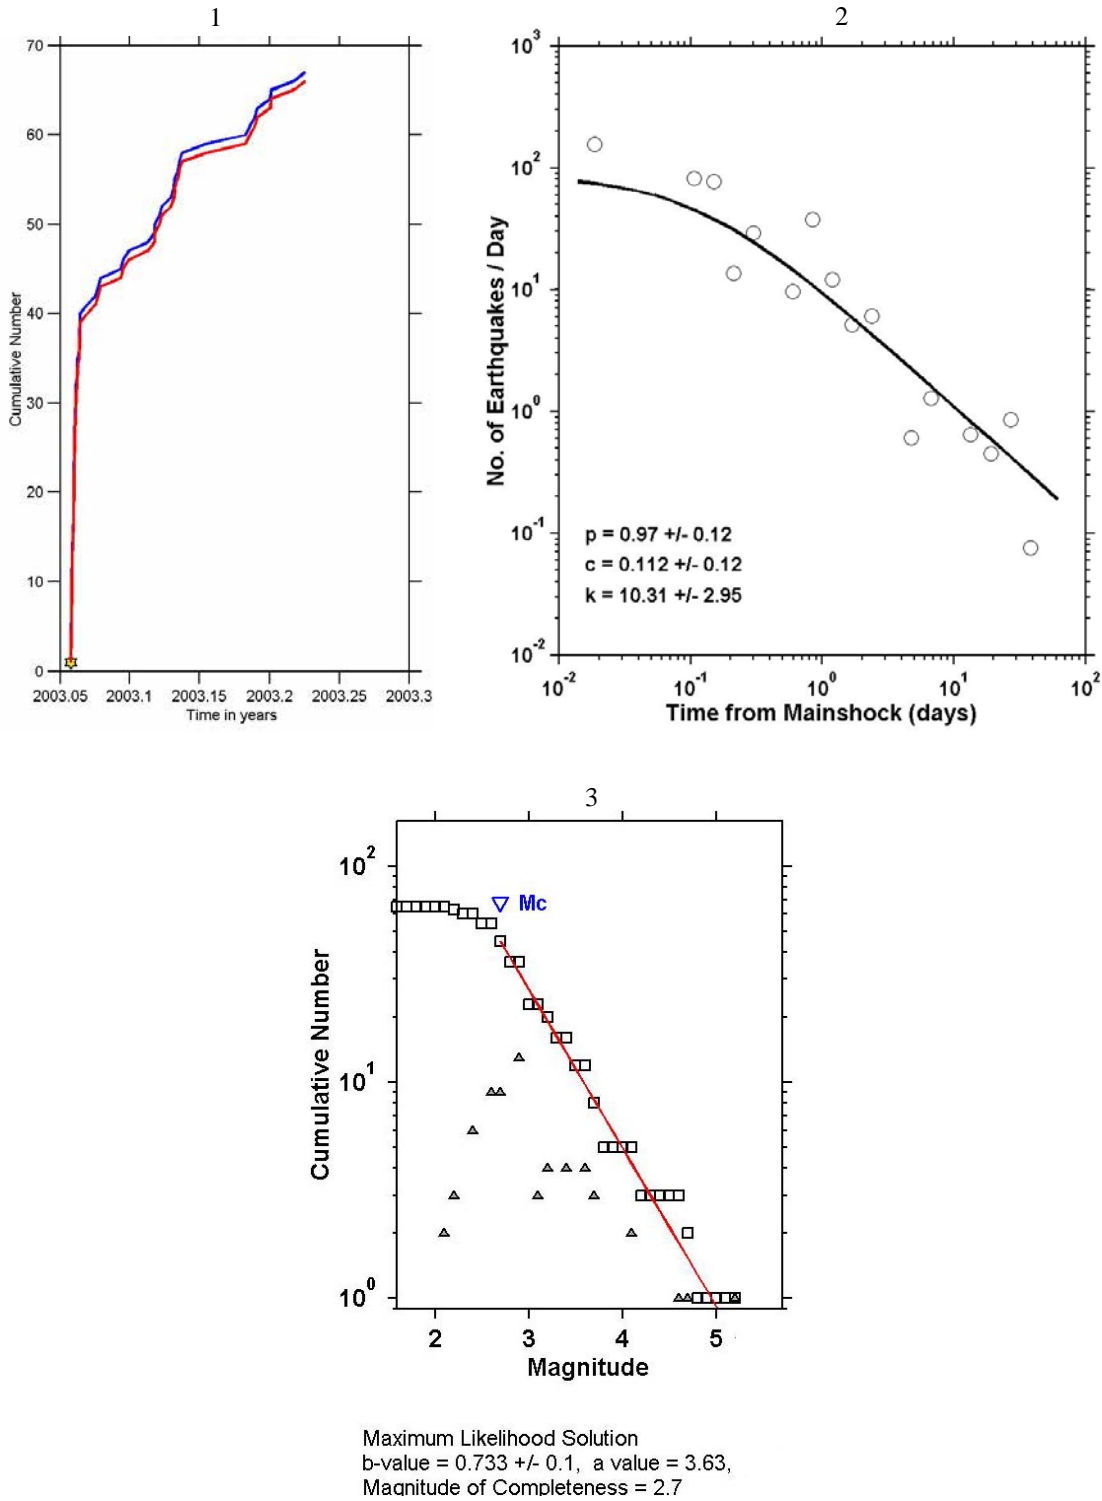 1
70
60
50
40
30
20
10
0
Cumulative Number
2003.05 2003.1 2003.15 2003.2 2003.25 2003.3
Time in years
2
10^3
10^2
10^1
10^0
10^-1
10^-2
No. of Earthquakes / Day
p = 0.97 +/- 0.12
c = 0.112 +/- 0.12
k = 10.31 +/- 2.95
10^-2 10^-1 10^0 10^1 10^2
Time from Mainshock (days)
3
10^2
10^1
10^0
Cumulative Number
Mc
2 3 4 5
Magnitude
Maximum Likelihood Solution
b-value = 0.733 +/- 0.1, a value = 3.63,
Magnitude of Completeness = 2.7